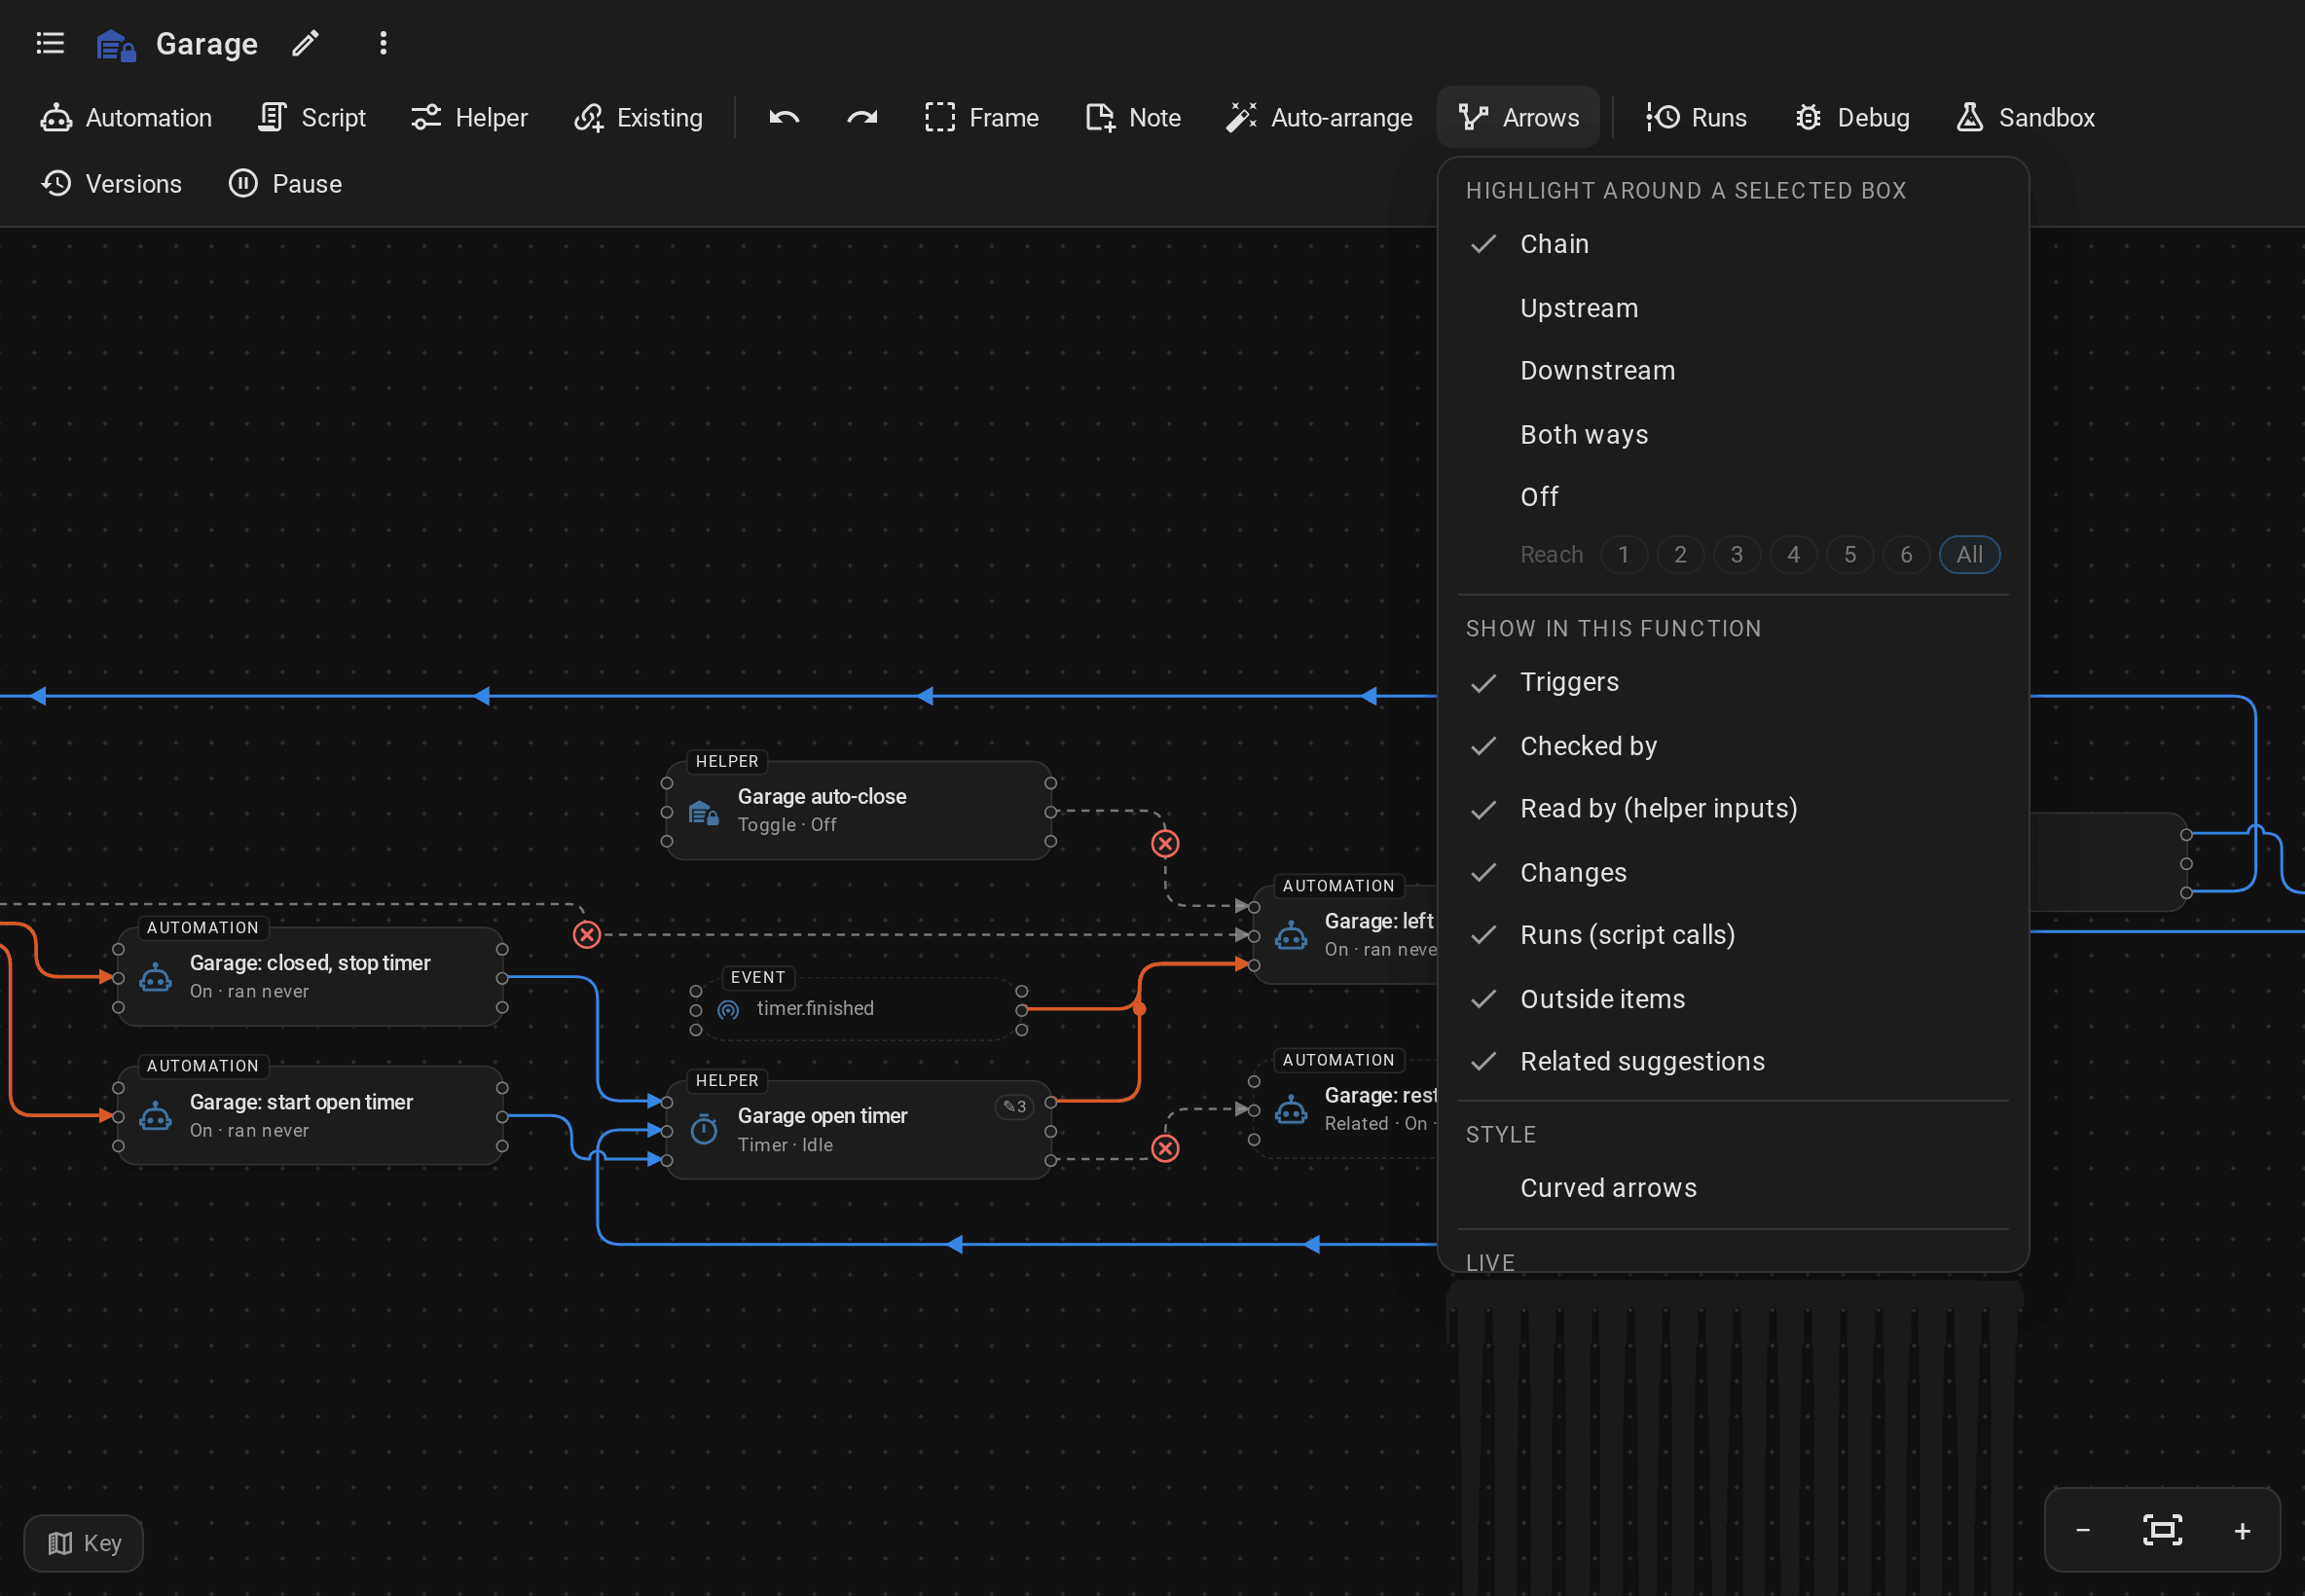 Garage
Automation Script Helper Existing Frame Note Auto-arrange Arrows Runs Debug Sandbox
Versions Pause
HIGHLIGHT AROUND A SELECTED BOX
Chain
Upstream
Downstream
Both ways
Off
Reach 1 2 3 4 5 6 All
SHOW IN THIS FUNCTION
Triggers
Checked by
Read by (helper inputs)
Changes
Runs (script calls)
Outside items
Related suggestions
STYLE
Curved arrows
LIVE
HELPER
Garage auto-close
Toggle · Off
AUTOMATION
Garage: left
On · ran neve
AUTOMATION
Garage: closed, stop timer
On · ran never
EVENT
timer.finished
AUTOMATION
Garage: start open timer
On · ran never
HELPER
Garage open timer
Timer · Idle
✎3
AUTOMATION
Garage: rest
Related · On ·
Key
− +